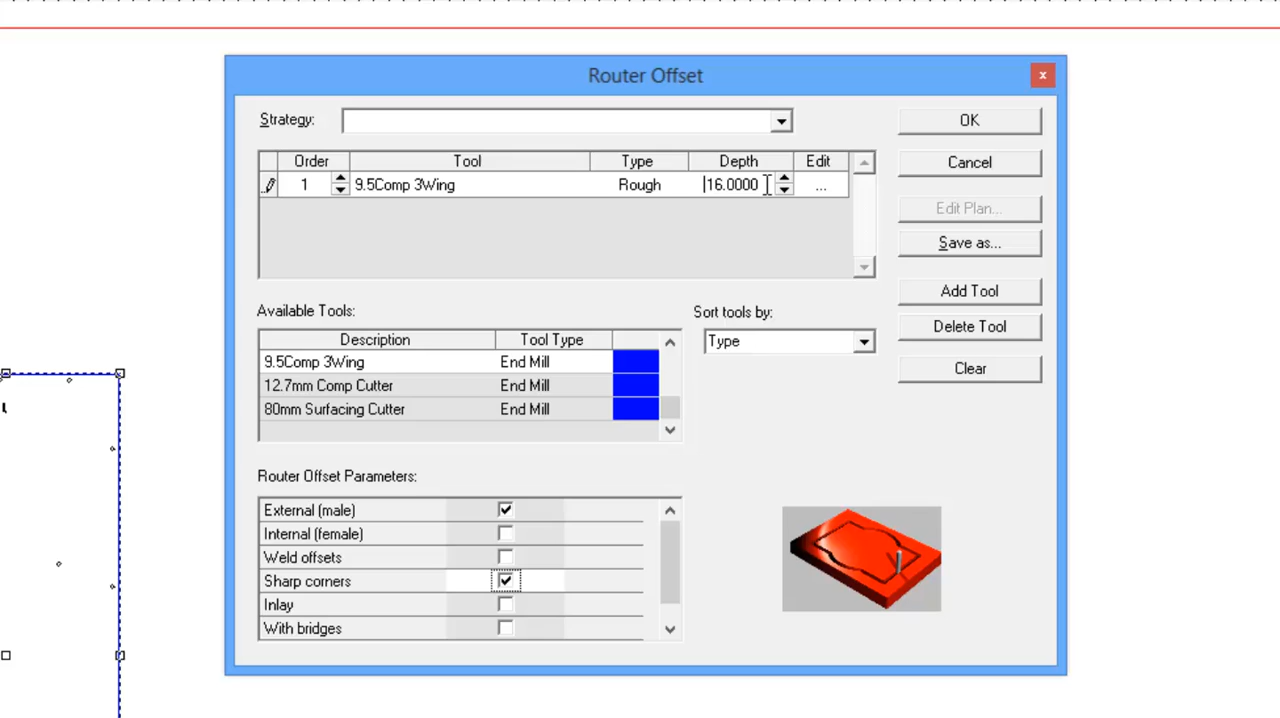 Router Offset
x
Strategy:
OK
Order Tool Type Depth Edit
1 9.5Comp 3Wing Rough 16.0000 ...
Cancel
Edit Plan...
Save as...
Add Tool
Available Tools:
Sort tools by:
Delete Tool
Description Tool Type
Type
9.5Comp 3Wing End Mill
Clear
12.7mm Comp Cutter End Mill
80mm Surfacing Cutter End Mill
Router Offset Parameters:
External (male)
Internal (female)
Weld offsets
Sharp corners
Inlay
With bridges